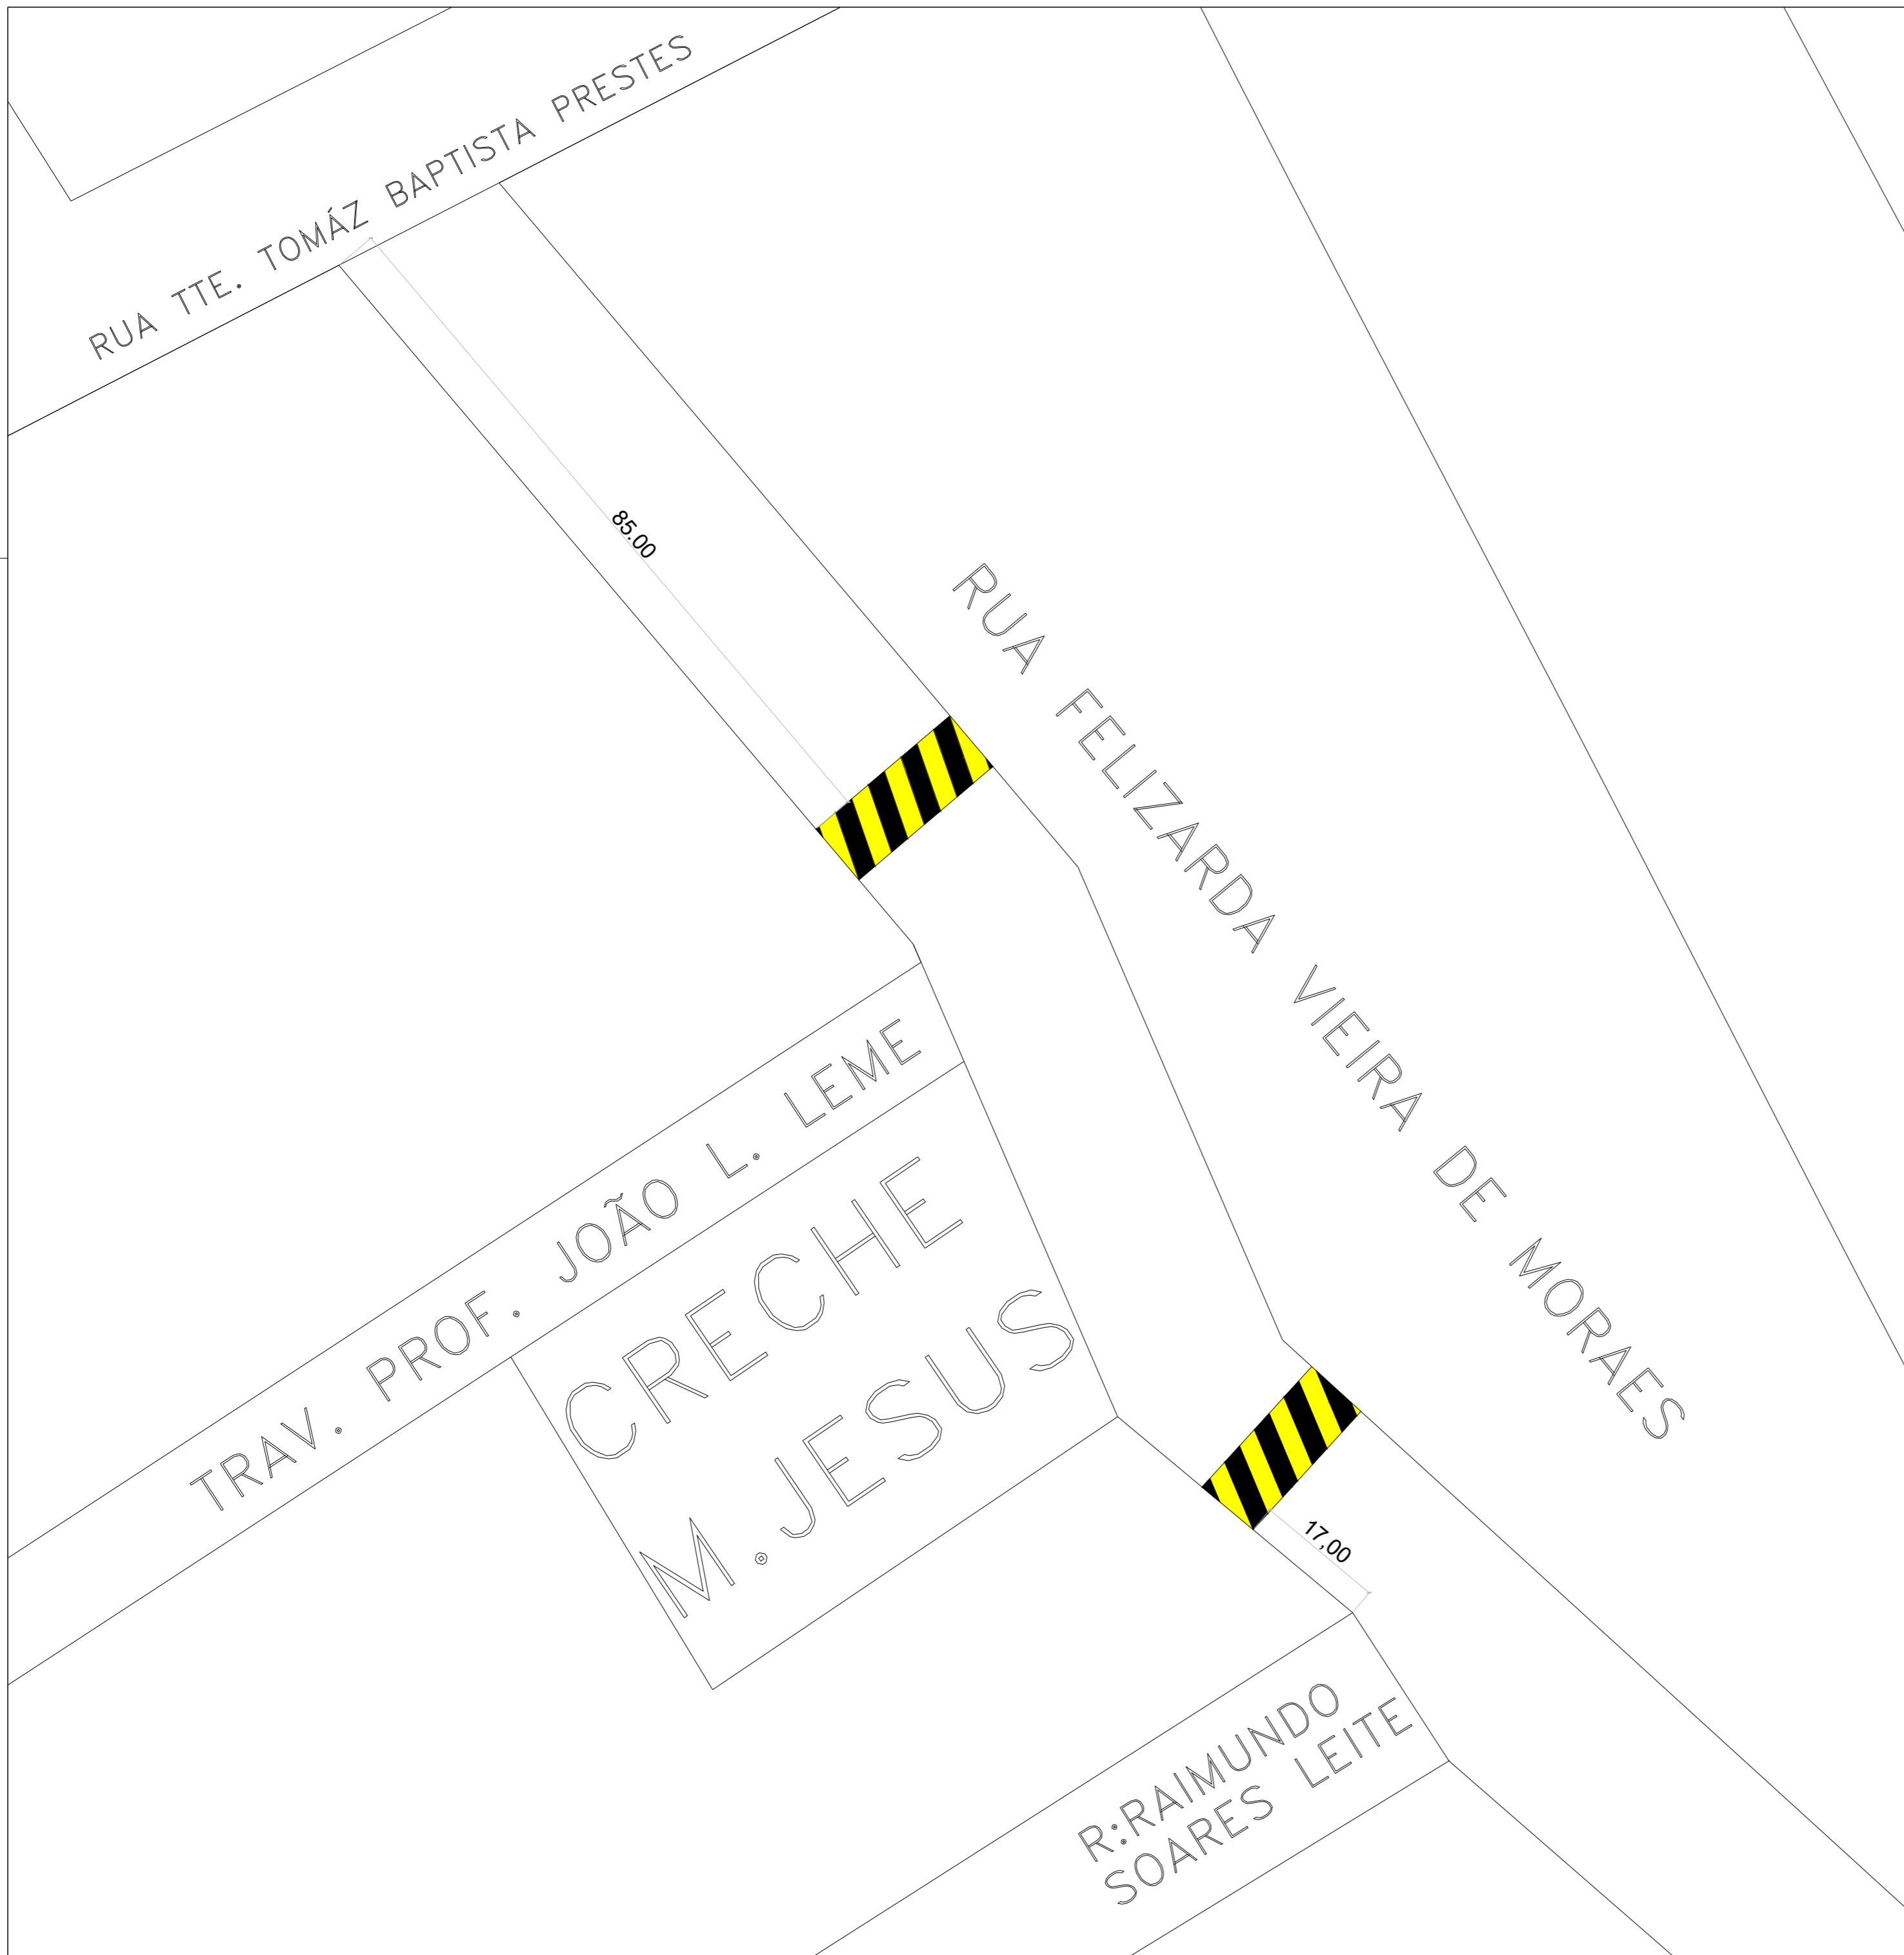 RUA TTE. TOMÁZ BAPTISTA PRESTES
85.00
RUA FELIZARDA VIEIRA DE MORAES
TRAV. PROF. JOÃO L. LEME
CRECHE
M.JESUS
17,00
R:RAIMUNDO
SOARES LEITE